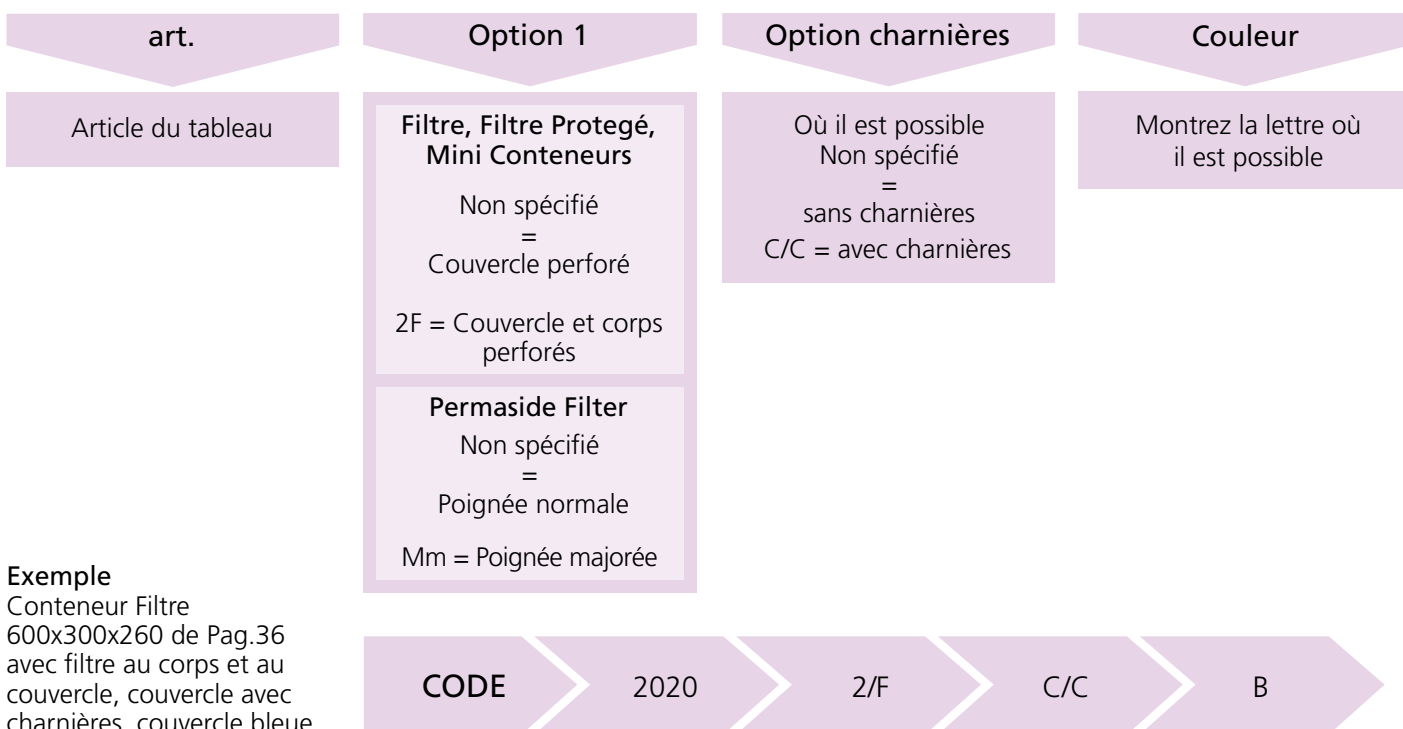 art.
Option 1
Option charnières
Couleur
Article du tableau
Filtre, Filtre Protegé,
Mini Conteneurs
Non spécifié
=
Couvercle perforé
2F = Couvercle et corps
perforés
Permaside Filter
Non spécifié
=
Poignée normale
Mm = Poignée majorée
Où il est possible
Non spécifié
=
sans charnières
C/C = avec charnières
Montrez la lettre où
il est possible
Exemple
Conteneur Filtre
600x300x260 de Pag.36
avec filtre au corps et au
couvercle, couvercle avec
charnières, couvercle bleue
CODE
2020
2/F
C/C
B